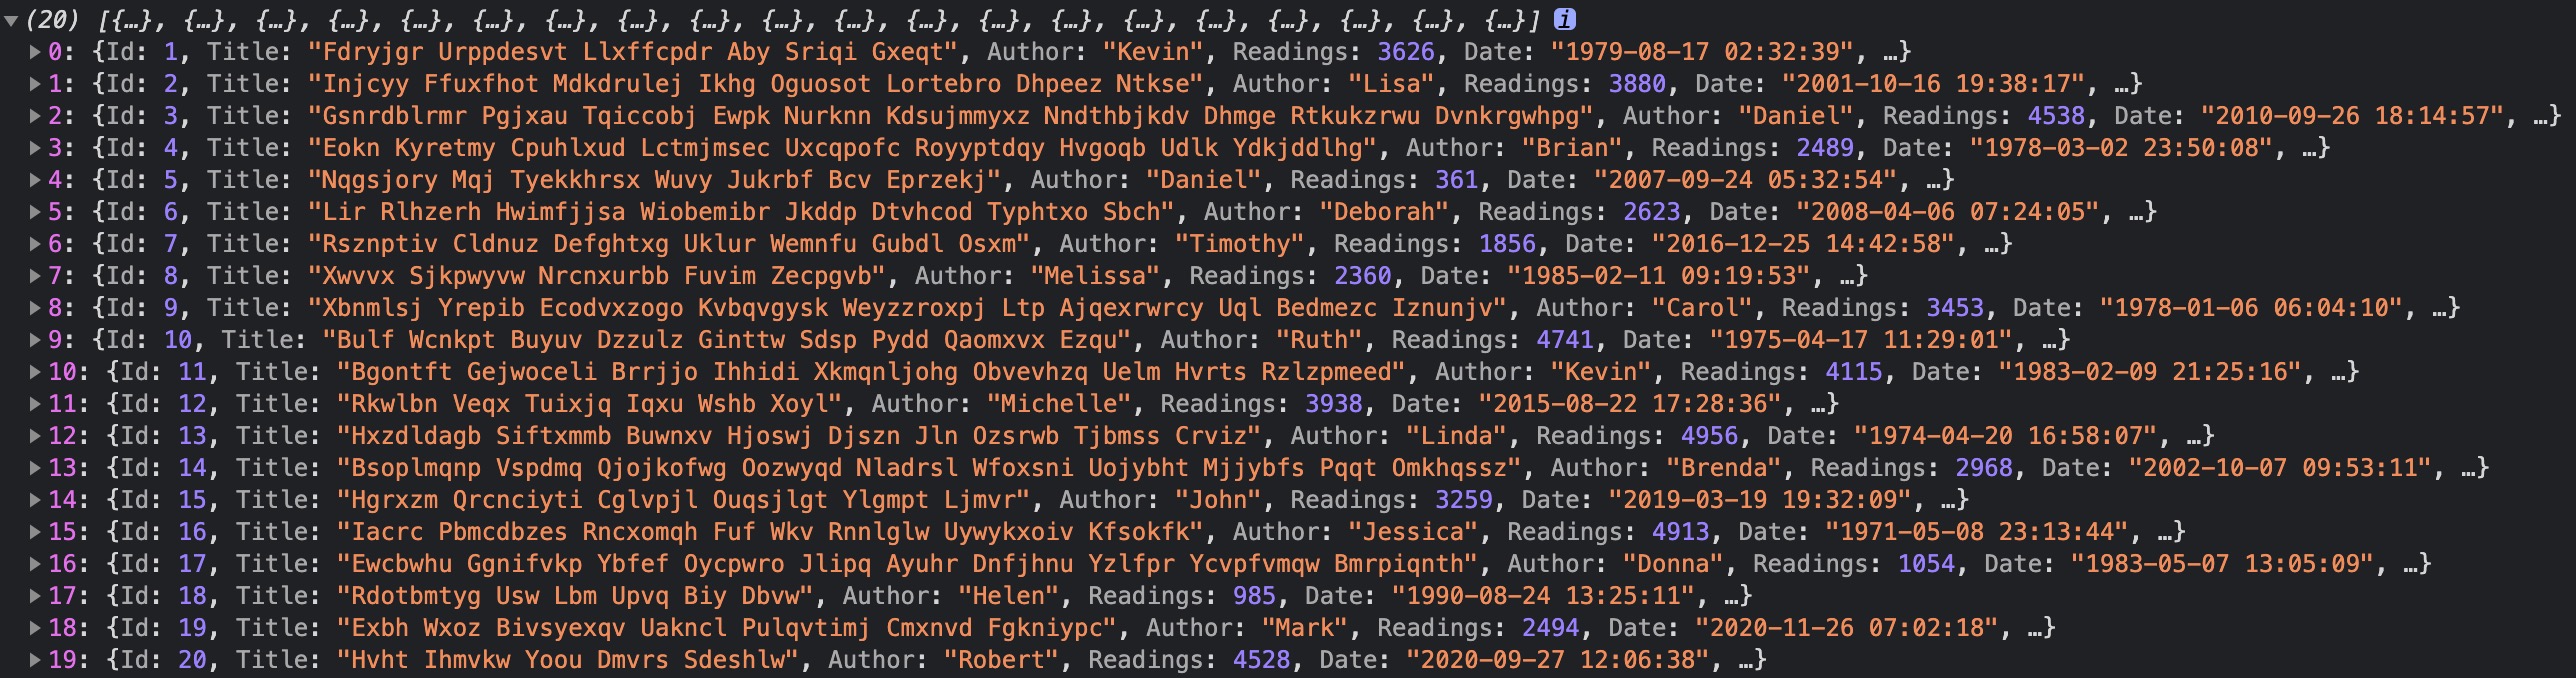 ▼(20) [{…}, {…}, {…}, {…}, {…}, {…}, {…}, {…}, {…}, {…}, {…}, {…}, {…}, {…}, {…}, {…}, {…}, {…}, {…}, {…}] i
▶0: {Id: 1, Title: "Fdryjgr Urppdesvt Llxffcpdr Aby Sriqi Gxeqt", Author: "Kevin", Readings: 3626, Date: "1979-08-17 02:32:39", …}
▶1: {Id: 2, Title: "Injcyy Ffuxfhot Mdkdrulej Ikhg Oguosot Lortebro Dhpeez Ntkse", Author: "Lisa", Readings: 3880, Date: "2001-10-16 19:38:17", …}
▶2: {Id: 3, Title: "Gsnrdblrmr Pgjxau Tqiccobj Ewpk Nurknn Kdsujmmyxz Nndthbjkdv Dhmge Rtkukzrwu Dvnkrgwhpg", Author: "Daniel", Readings: 4538, Date: "2010-09-26 18:14:57", …}
▶3: {Id: 4, Title: "Eokn Kyretmy Cpuhlxud Lctmjmsec Uxcqpofc Royyptdqy Hvgoqb Udlk Ydkjddlhg", Author: "Brian", Readings: 2489, Date: "1978-03-02 23:50:08", …}
▶4: {Id: 5, Title: "Nqgsjory Mqj Tyekkhrsx Wuvy Jukrbf Bcv Eprzekj", Author: "Daniel", Readings: 361, Date: "2007-09-24 05:32:54", …}
▶5: {Id: 6, Title: "Lir Rlhzerh Hwimfjjsa Wiobemibr Jkddp Dtvhcod Typhtxo Sbch", Author: "Deborah", Readings: 2623, Date: "2008-04-06 07:24:05", …}
▶6: {Id: 7, Title: "Rsznptiv Cldnuz Defghtxg Uklur Wemnfu Gubdl Osxm", Author: "Timothy", Readings: 1856, Date: "2016-12-25 14:42:58", …}
▶7: {Id: 8, Title: "Xwvvx Sjkpwyvw Nrcnxurbb Fuvim Zecpgvb", Author: "Melissa", Readings: 2360, Date: "1985-02-11 09:19:53", …}
▶8: {Id: 9, Title: "Xbnmlsj Yrepib Ecodvxzogo Kvbqvgysk Weyzzroxpj Ltp Ajqexrwrcy Uql Bedmezc Iznunjv", Author: "Carol", Readings: 3453, Date: "1978-01-06 06:04:10", …}
▶9: {Id: 10, Title: "Bulf Wcnkpt Buyuv Dzzulz Ginttw Sdsp Pydd Qaomxvx Ezqu", Author: "Ruth", Readings: 4741, Date: "1975-04-17 11:29:01", …}
▶10: {Id: 11, Title: "Bgontft Gejwoceli Brrjjo Ihhidi Xkmqnljohg Obvevhzq Uelm Hvrts Rzlzpmeed", Author: "Kevin", Readings: 4115, Date: "1983-02-09 21:25:16", …}
▶11: {Id: 12, Title: "Rkwlbn Veqx Tuixjq Iqxu Wshb Xoyl", Author: "Michelle", Readings: 3938, Date: "2015-08-22 17:28:36", …}
▶12: {Id: 13, Title: "Hxzdldagb Siftxmmb Buwnxv Hjoswj Djszn Jln Ozsrwb Tjbmss Crviz", Author: "Linda", Readings: 4956, Date: "1974-04-20 16:58:07", …}
▶13: {Id: 14, Title: "Bsoplmqnp Vspdmq Qjojkofwg Oozwyqd Nladrsl Wfoxsni Uojybht Mjjybfs Pqqt Omkhqssz", Author: "Brenda", Readings: 2968, Date: "2002-10-07 09:53:11", …}
▶14: {Id: 15, Title: "Hgrxzm Qrcnciyti Cglvpjl Ouqsjlgt Ylgmpt Ljmvr", Author: "John", Readings: 3259, Date: "2019-03-19 19:32:09", …}
▶15: {Id: 16, Title: "Iacrc Pbmcdbzes Rncxomqh Fuf Wkv Rnnlglw Uywykxoiv Kfsokfk", Author: "Jessica", Readings: 4913, Date: "1971-05-08 23:13:44", …}
▶16: {Id: 17, Title: "Ewcbwhu Ggnifvkp Ybfef Oycpwro Jlipq Ayuhr Dnfjhnu Yzlfpr Ycvpfvmqw Bmrpiqnth", Author: "Donna", Readings: 1054, Date: "1983-05-07 13:05:09", …}
▶17: {Id: 18, Title: "Rdotbmtyg Usw Lbm Upvq Biy Dbvw", Author: "Helen", Readings: 985, Date: "1990-08-24 13:25:11", …}
▶18: {Id: 19, Title: "Exbh Wxoz Bivsyexqv Uakncl Pulqvtimj Cmxnvd Fgkniypc", Author: "Mark", Readings: 2494, Date: "2020-11-26 07:02:18", …}
▶19: {Id: 20, Title: "Hvht Ihmvkw Yoou Dmvrs Sdeshlw", Author: "Robert", Readings: 4528, Date: "2020-09-27 12:06:38", …}